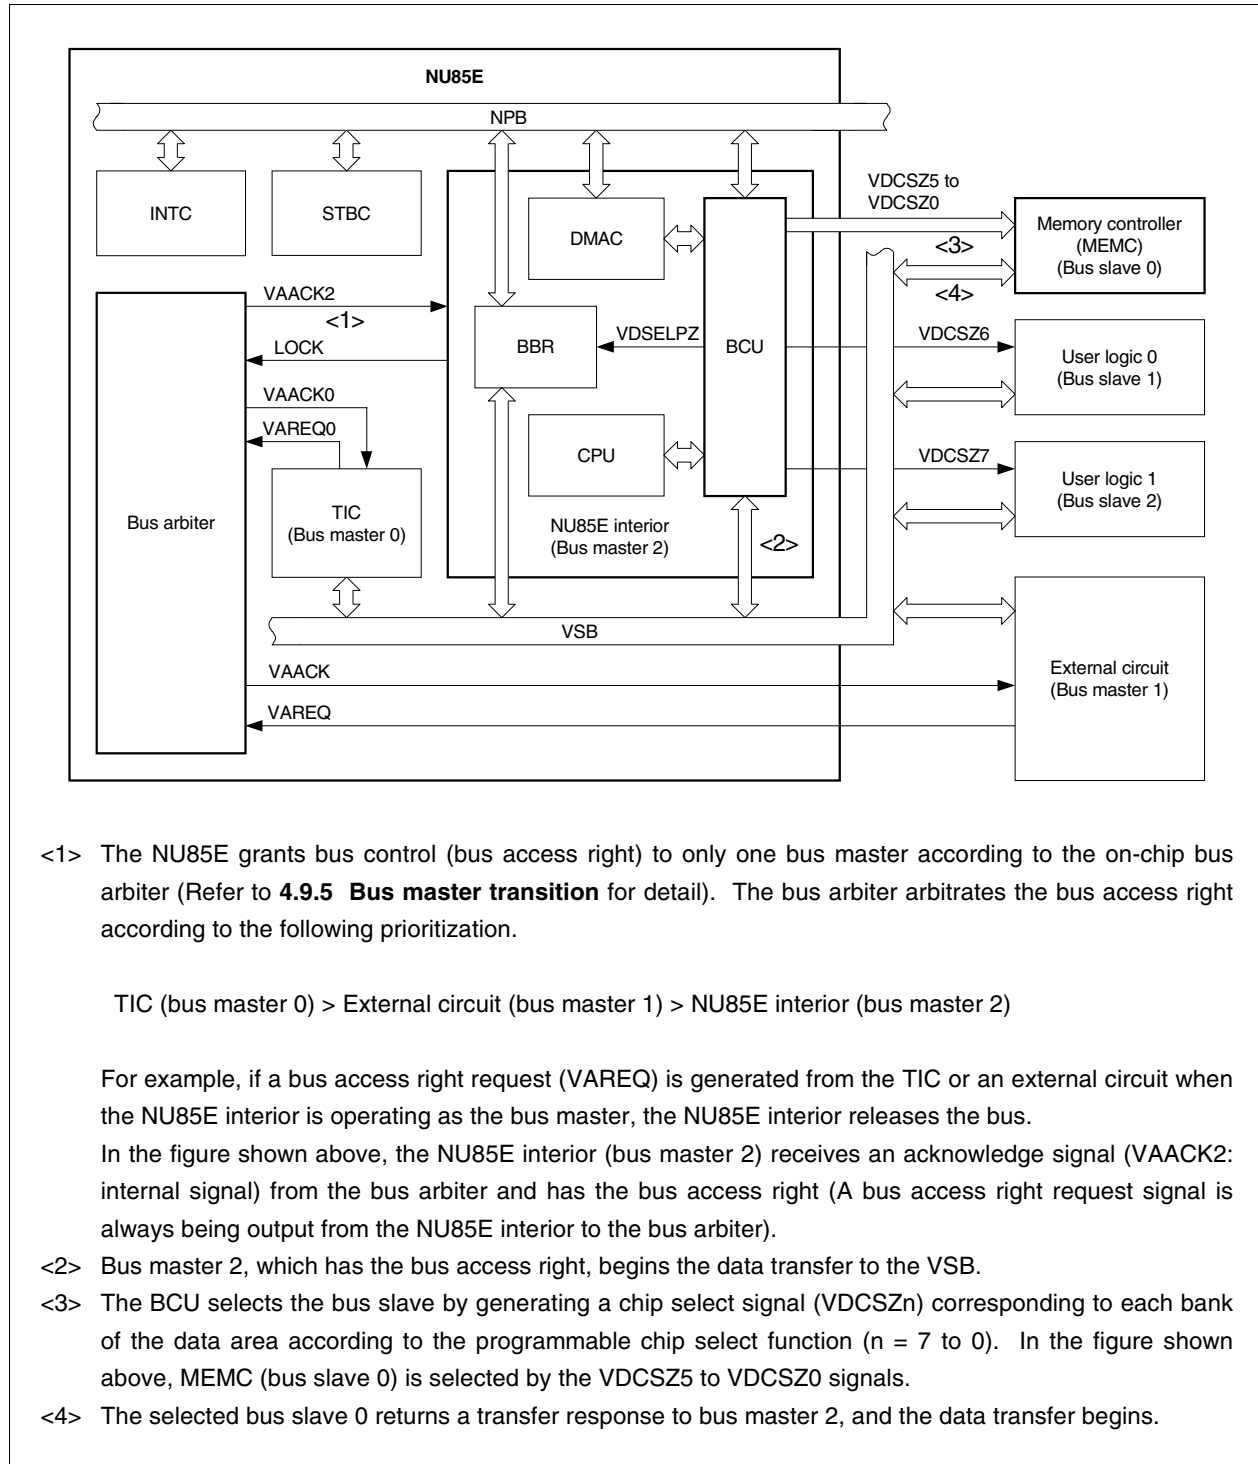 NU85E
NPB
INTC
STBC
DMAC
VDCSZ5 to
VDCSZ0
Memory controller
(MEMC)
(Bus slave 0)
<3>
<4>
VAACK2
<1>
LOCK
BBR
VDSELPZ
BCU
VDCSZ6
User logic 0
(Bus slave 1)
VAACK0
VAREQ0
CPU
VDCSZ7
User logic 1
(Bus slave 2)
Bus arbiter
TIC
(Bus master 0)
NU85E interior
(Bus master 2)
<2>
VSB
External circuit
(Bus master 1)
VAACK
VAREQ
<1> The NU85E grants bus control (bus access right) to only one bus master according to the on-chip bus
arbiter (Refer to 4.9.5 Bus master transition for detail). The bus arbiter arbitrates the bus access right
according to the following prioritization.
TIC (bus master 0) > External circuit (bus master 1) > NU85E interior (bus master 2)
For example, if a bus access right request (VAREQ) is generated from the TIC or an external circuit when
the NU85E interior is operating as the bus master, the NU85E interior releases the bus.
In the figure shown above, the NU85E interior (bus master 2) receives an acknowledge signal (VAACK2:
internal signal) from the bus arbiter and has the bus access right (A bus access right request signal is
always being output from the NU85E interior to the bus arbiter).
<2> Bus master 2, which has the bus access right, begins the data transfer to the VSB.
<3> The BCU selects the bus slave by generating a chip select signal (VDCSZn) corresponding to each bank
of the data area according to the programmable chip select function (n = 7 to 0). In the figure shown
above, MEMC (bus slave 0) is selected by the VDCSZ5 to VDCSZ0 signals.
<4> The selected bus slave 0 returns a transfer response to bus master 2, and the data transfer begins.